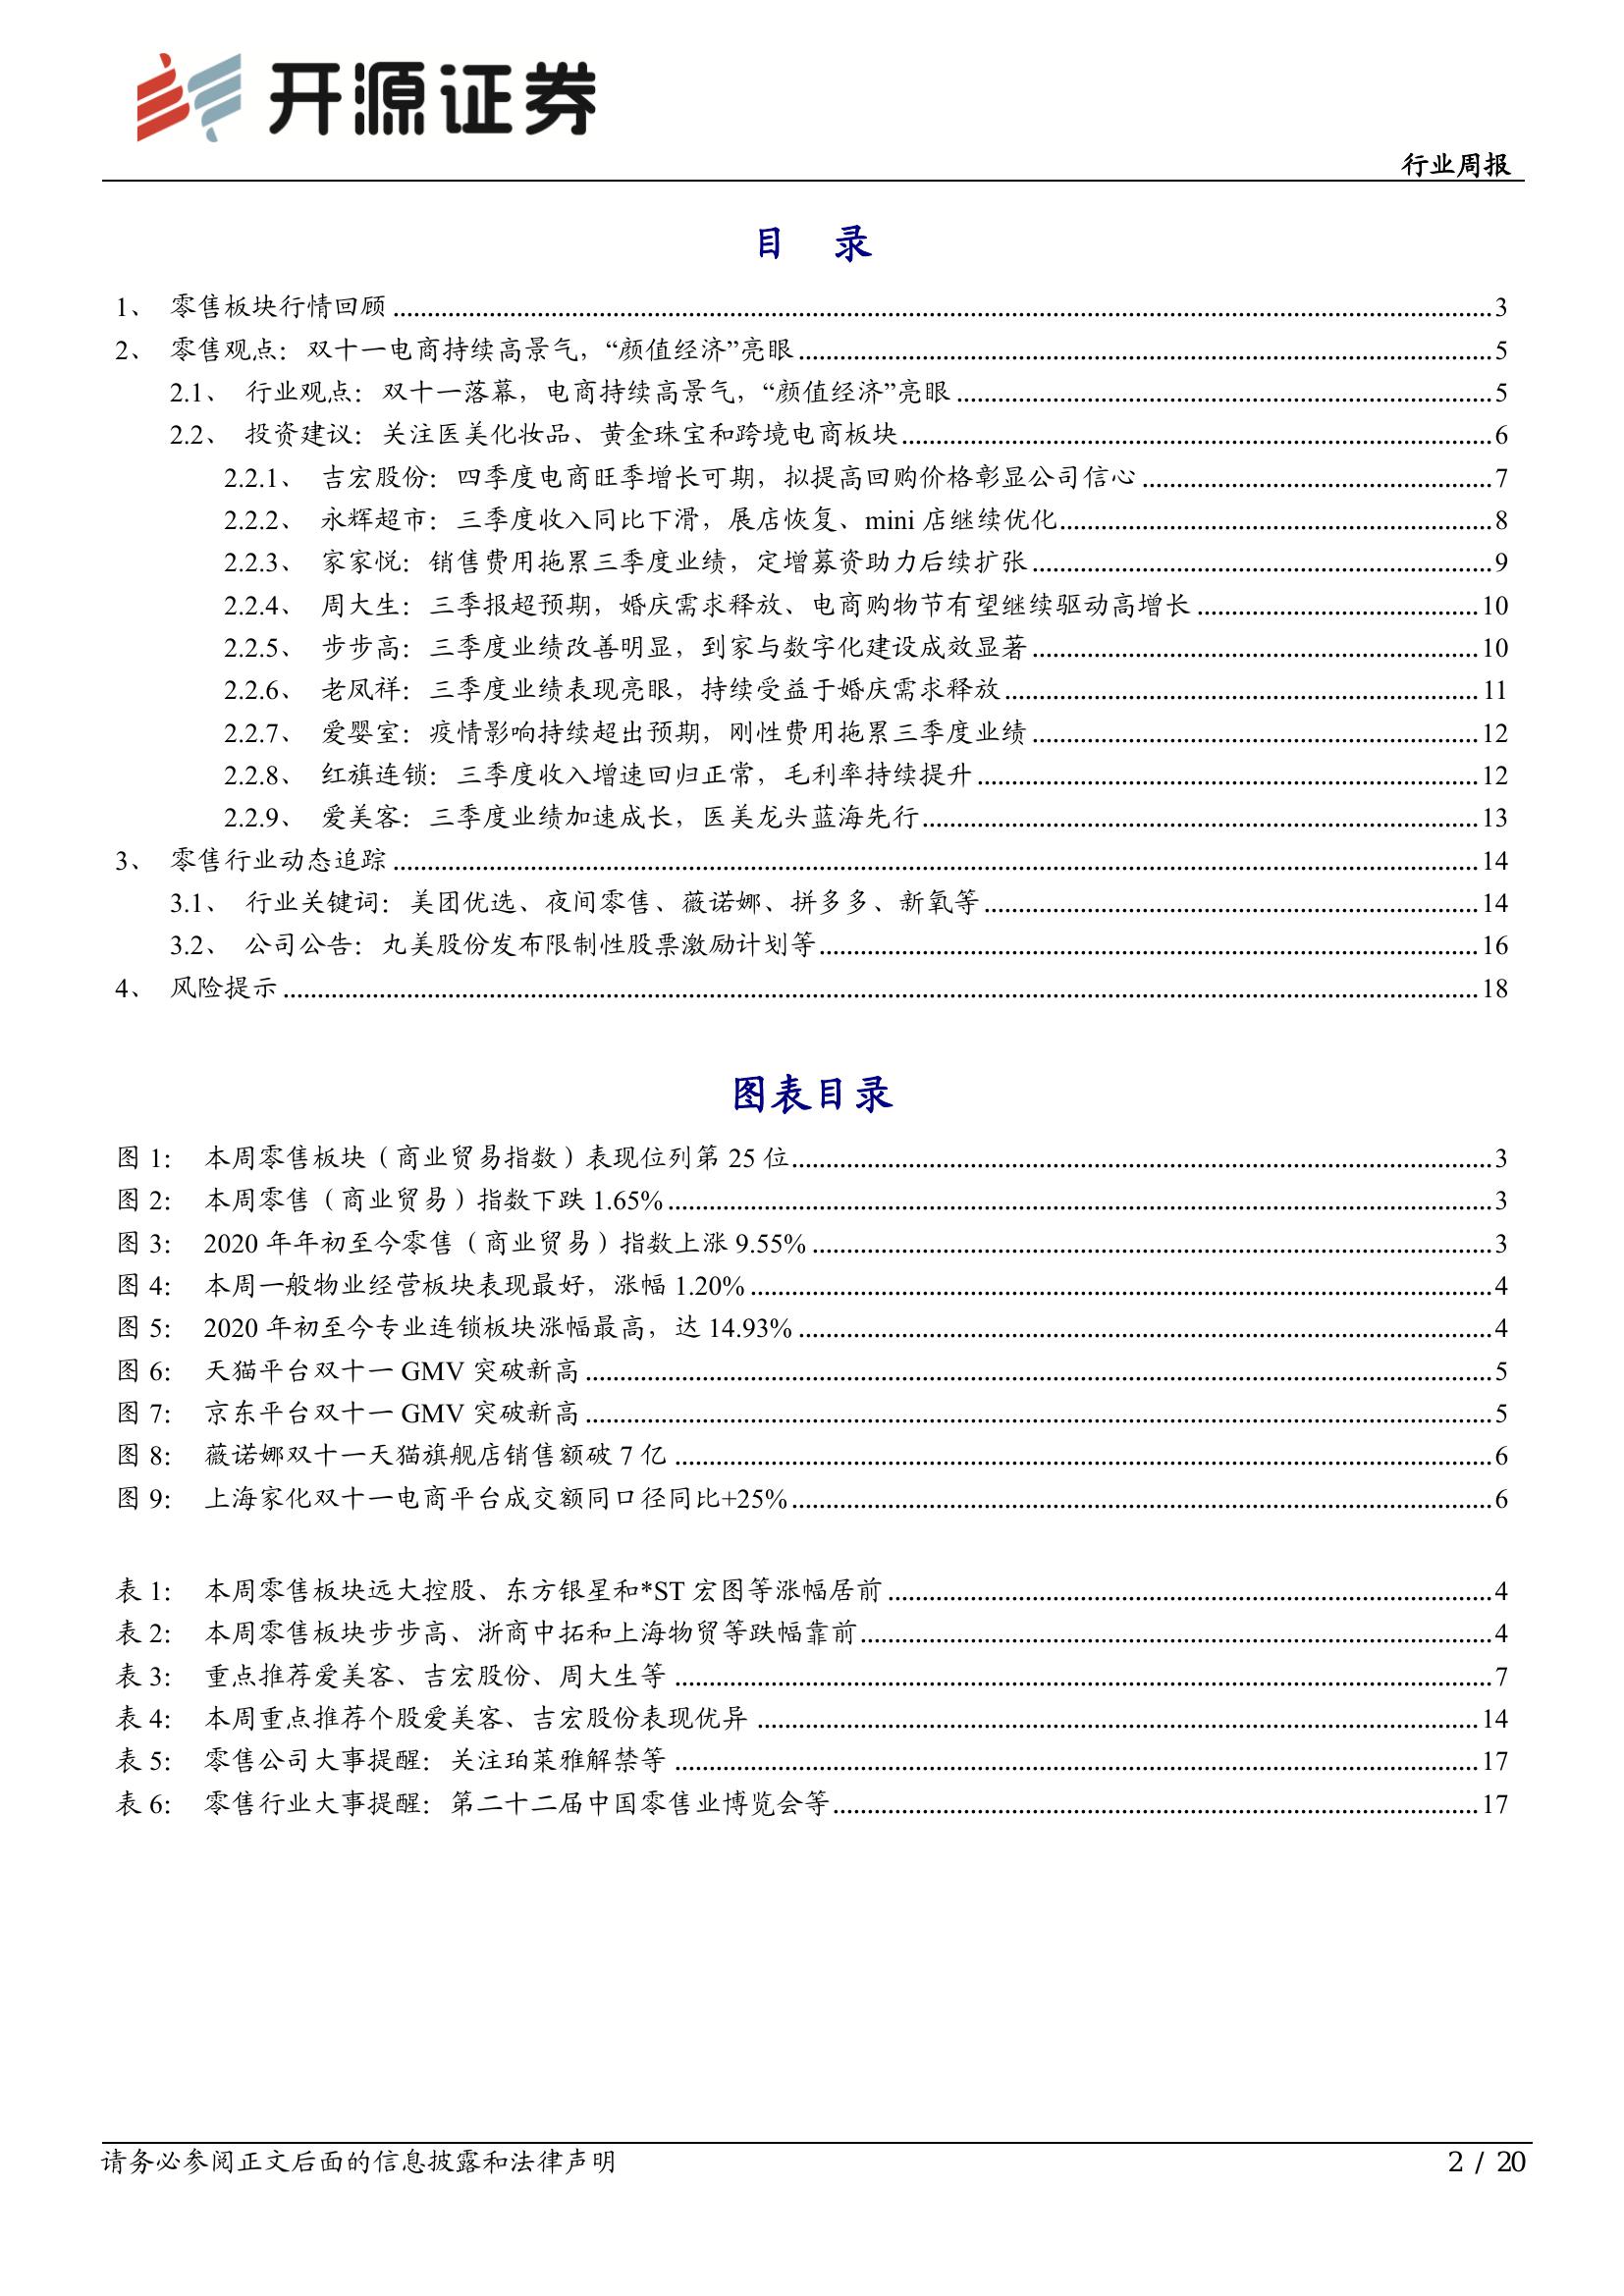 开源证券
行业周报
目 录
1、 零售板块行情回顾 ........ 3
2、 零售观点：双十一电商持续高景气，“颜值经济”亮眼 ........ 5
2.1、 行业观点：双十一落幕，电商持续高景气，“颜值经济”亮眼 ........ 5
2.2、 投资建议：关注医美化妆品、黄金珠宝和跨境电商板块 ........ 6
2.2.1、 吉宏股份：四季度电商旺季增长可期，拟提高回购价格彰显公司信心 ........ 7
2.2.2、 永辉超市：三季度收入同比下滑，展店恢复、mini 店继续优化 ........ 8
2.2.3、 家家悦：销售费用拖累三季度业绩，定增募资助力后续扩张 ........ 9
2.2.4、 周大生：三季报超预期，婚庆需求释放、电商购物节有望继续驱动高增长 ........ 10
2.2.5、 步步高：三季度业绩改善明显，到家与数字化建设成效显著 ........ 10
2.2.6、 老凤祥：三季度业绩表现亮眼，持续受益于婚庆需求释放 ........ 11
2.2.7、 爱婴室：疫情影响持续超出预期，刚性费用拖累三季度业绩 ........ 12
2.2.8、 红旗连锁：三季度收入增速回归正常，毛利率持续提升 ........ 12
2.2.9、 爱美客：三季度业绩加速成长，医美龙头蓝海先行 ........ 13
3、 零售行业动态追踪 ........ 14
3.1、 行业关键词：美团优选、夜间零售、薇诺娜、拼多多、新氧等 ........ 14
3.2、 公司公告：丸美股份发布限制性股票激励计划等 ........ 16
4、 风险提示 ........ 18
图表目录
图 1： 本周零售板块（商业贸易指数）表现位列第 25 位 ........ 3
图 2： 本周零售（商业贸易）指数下跌 1.65% ........ 3
图 3： 2020 年年初至今零售（商业贸易）指数上涨 9.55% ........ 3
图 4： 本周一般物业经营板块表现最好，涨幅 1.20% ........ 4
图 5： 2020 年初至今专业连锁板块涨幅最高，达 14.93% ........ 4
图 6： 天猫平台双十一 GMV 突破新高 ........ 5
图 7： 京东平台双十一 GMV 突破新高 ........ 5
图 8： 薇诺娜双十一天猫旗舰店销售额破 7 亿 ........ 6
图 9： 上海家化双十一电商平台成交额同口径同比+25% ........ 6
表 1： 本周零售板块远大控股、东方银星和*ST 宏图等涨幅居前 ........ 4
表 2： 本周零售板块步步高、浙商中拓和上海物贸等跌幅靠前 ........ 4
表 3： 重点推荐爱美客、吉宏股份、周大生等 ........ 7
表 4： 本周重点推荐个股爱美客、吉宏股份表现优异 ........ 14
表 5： 零售公司大事提醒：关注珀莱雅解禁等 ........ 17
表 6： 零售行业大事提醒：第二十二届中国零售业博览会等 ........ 17
请务必参阅正文后面的信息披露和法律声明
2 / 20